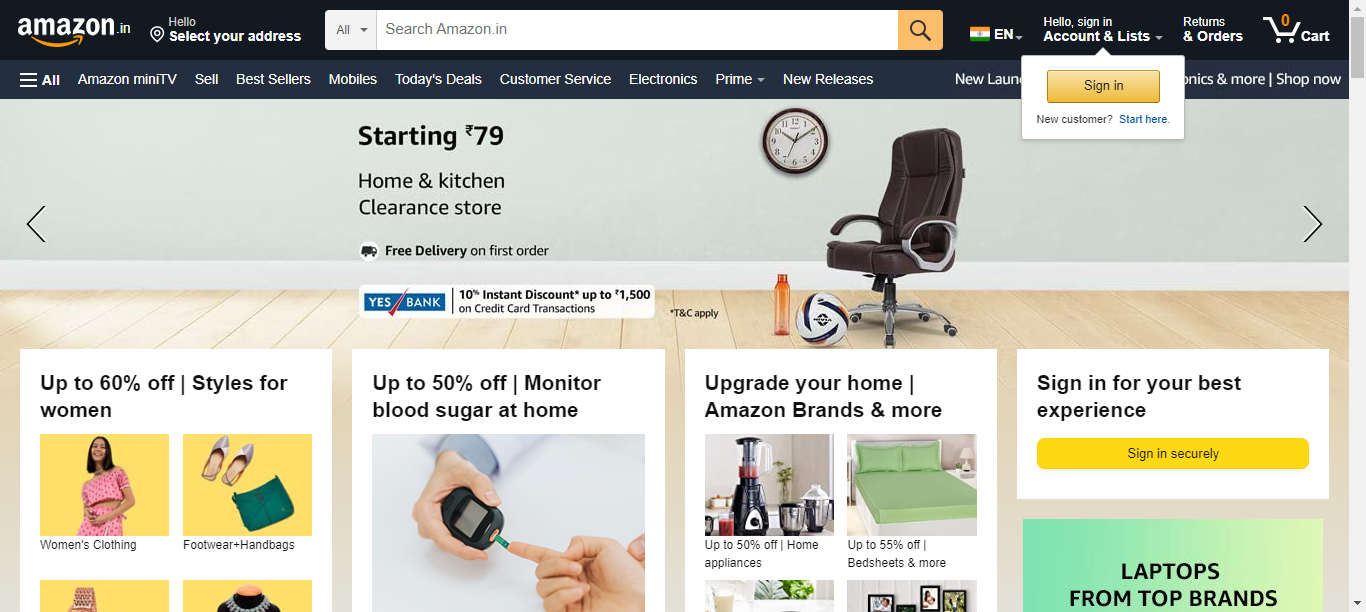 amazon.in
Hello
Select your address
All
Search Amazon.in
EN
Hello, sign in
Account & Lists
Returns
& Orders
0
Cart
All
Amazon miniTV
Sell
Best Sellers
Mobiles
Today's Deals
Customer Service
Electronics
Prime
New Releases
New
& more | Shop now
Sign in
New customer? Start here.
Starting ₹79
Home & kitchen
Clearance store
Free Delivery on first order
YES BANK
10% Instant Discount* up to ₹1,500
on Credit Card Transactions
*T&C apply
NIVIA
Up to 60% off | Styles for
women
Women's Clothing
Footwear+Handbags
Up to 50% off | Monitor
blood sugar at home
Upgrade your home |
Amazon Brands & more
Up to 50% off | Home
appliances
Up to 55% off |
Bedsheets & more
Sign in for your best
experience
Sign in securely
LAPTOPS
FROM TOP BRANDS